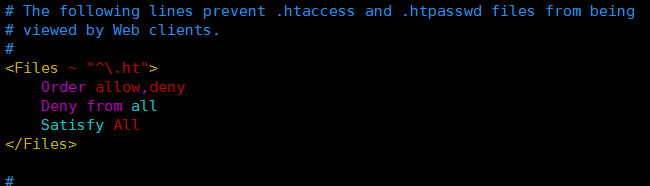 # The following lines prevent .htaccess and .htpasswd files from being
# viewed by Web clients.
#
<Files ~ "^\.ht">
    Order allow,deny
    Deny from all
    Satisfy All
</Files>

#